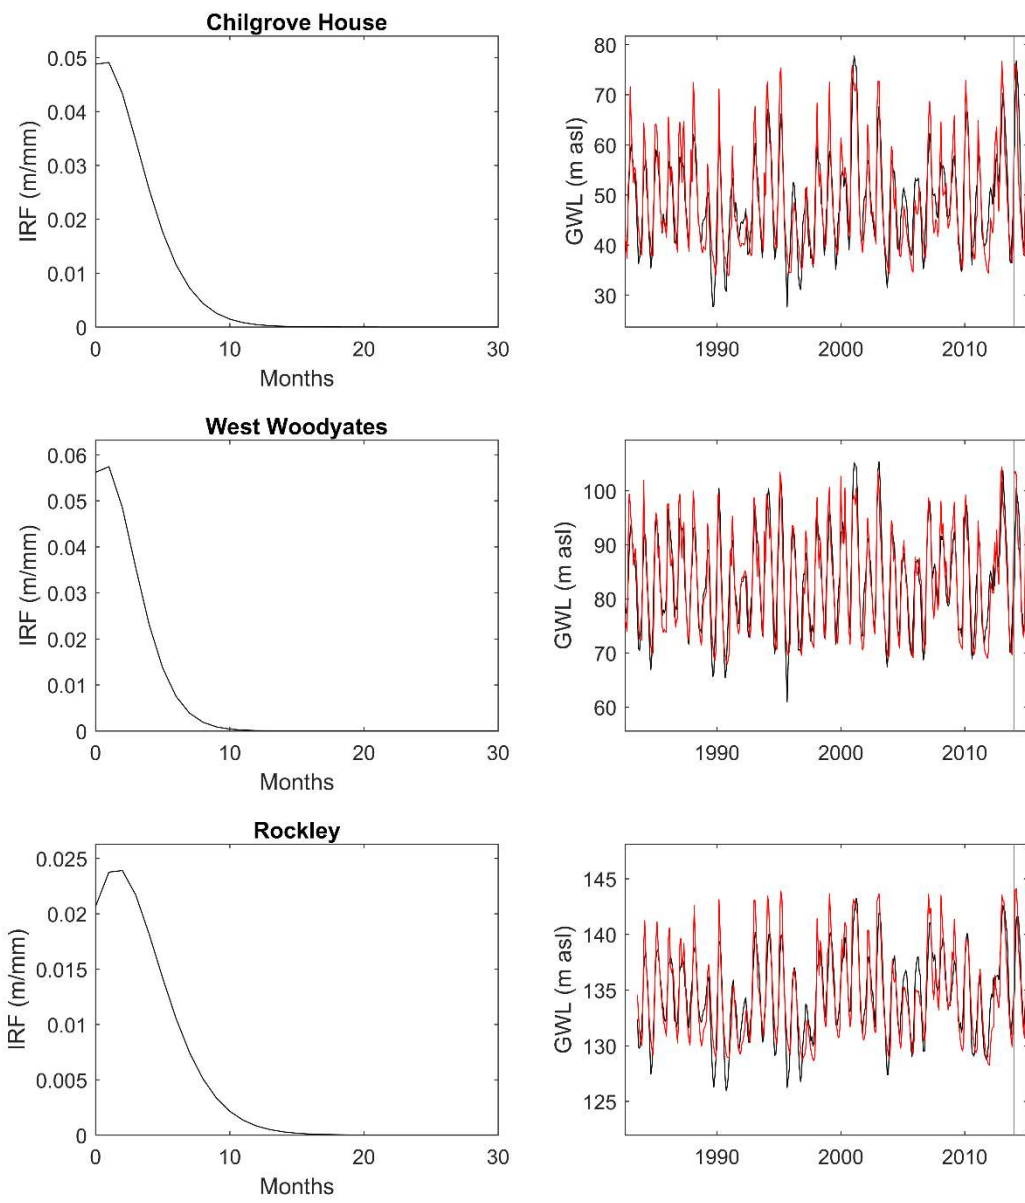 Chilgrove House
0.05
0.04
0.03
0.02
0.01
0
IRF (m/mm)
0 10 20 30
Months
80
70
60
50
40
30
GWL (m asl)
1990 2000 2010
West Woodyates
0.06
0.05
0.04
0.03
0.02
0.01
0
IRF (m/mm)
0 10 20 30
Months
100
90
80
70
60
GWL (m asl)
1990 2000 2010
Rockley
0.025
0.02
0.015
0.01
0.005
0
IRF (m/mm)
0 10 20 30
Months
145
140
135
130
125
GWL (m asl)
1990 2000 2010